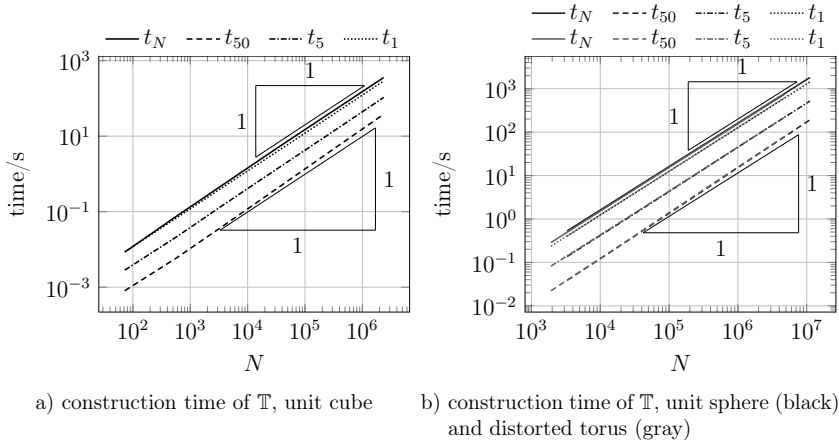 t_N t_50 t_5 t_1
10^3
10^1
10^−1
10^−3
time/s
10^2 10^3 10^4 10^5 10^6
N
1
1
1
1
a) construction time of 𝕋, unit cube
t_N t_50 t_5 t_1
t_N t_50 t_5 t_1
10^3
10^2
10^1
10^0
10^−1
10^−2
time/s
10^3 10^4 10^5 10^6 10^7
N
1
1
1
1
b) construction time of 𝕋, unit sphere (black)
and distorted torus (gray)